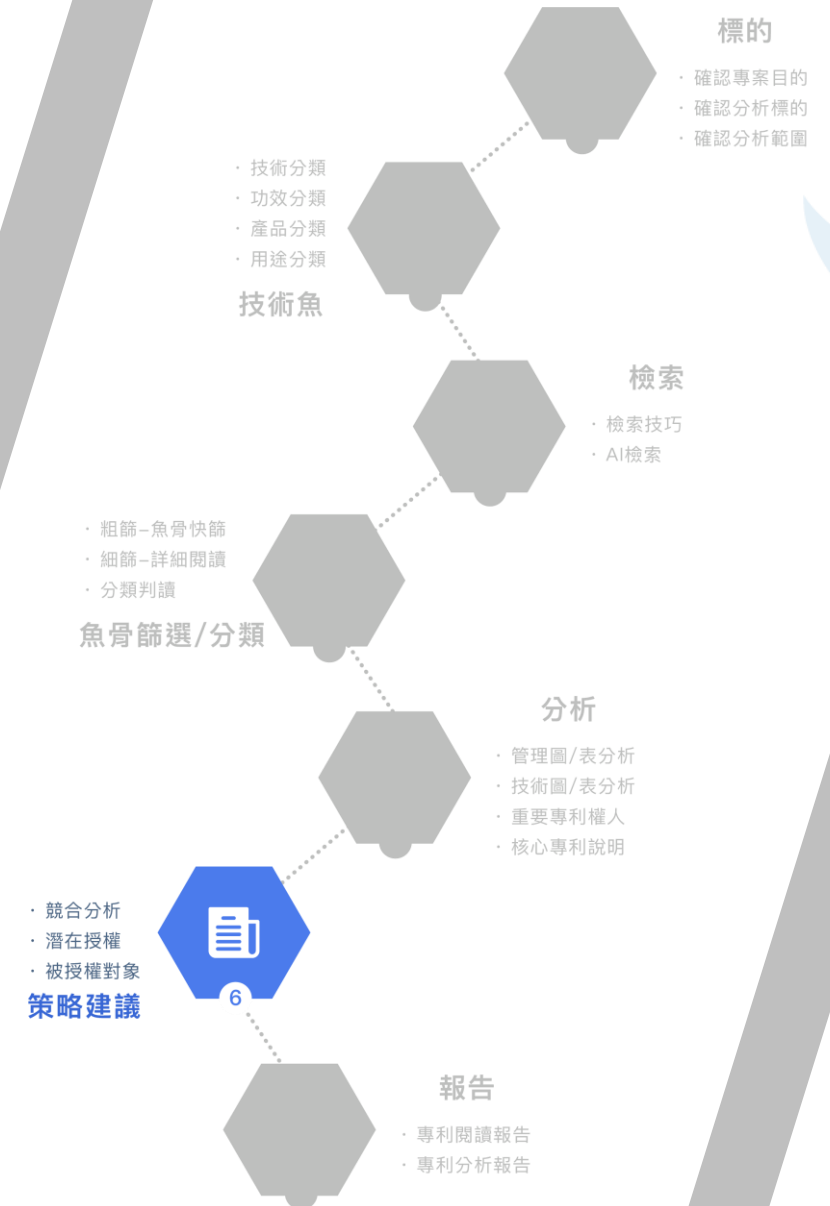 標的
· 確認專案目的
· 確認分析標的
· 確認分析範圍
· 技術分類
· 功效分類
· 產品分類
· 用途分類
技術魚
檢索
· 檢索技巧
· AI檢索
· 粗篩–魚骨快篩
· 細篩–詳細閱讀
· 分類判讀
魚骨篩選/分類
分析
· 管理圖/表分析
· 技術圖/表分析
· 重要專利權人
· 核心專利說明
· 競合分析
· 潛在授權
· 被授權對象
策略建議
6
報告
· 專利閱讀報告
· 專利分析報告